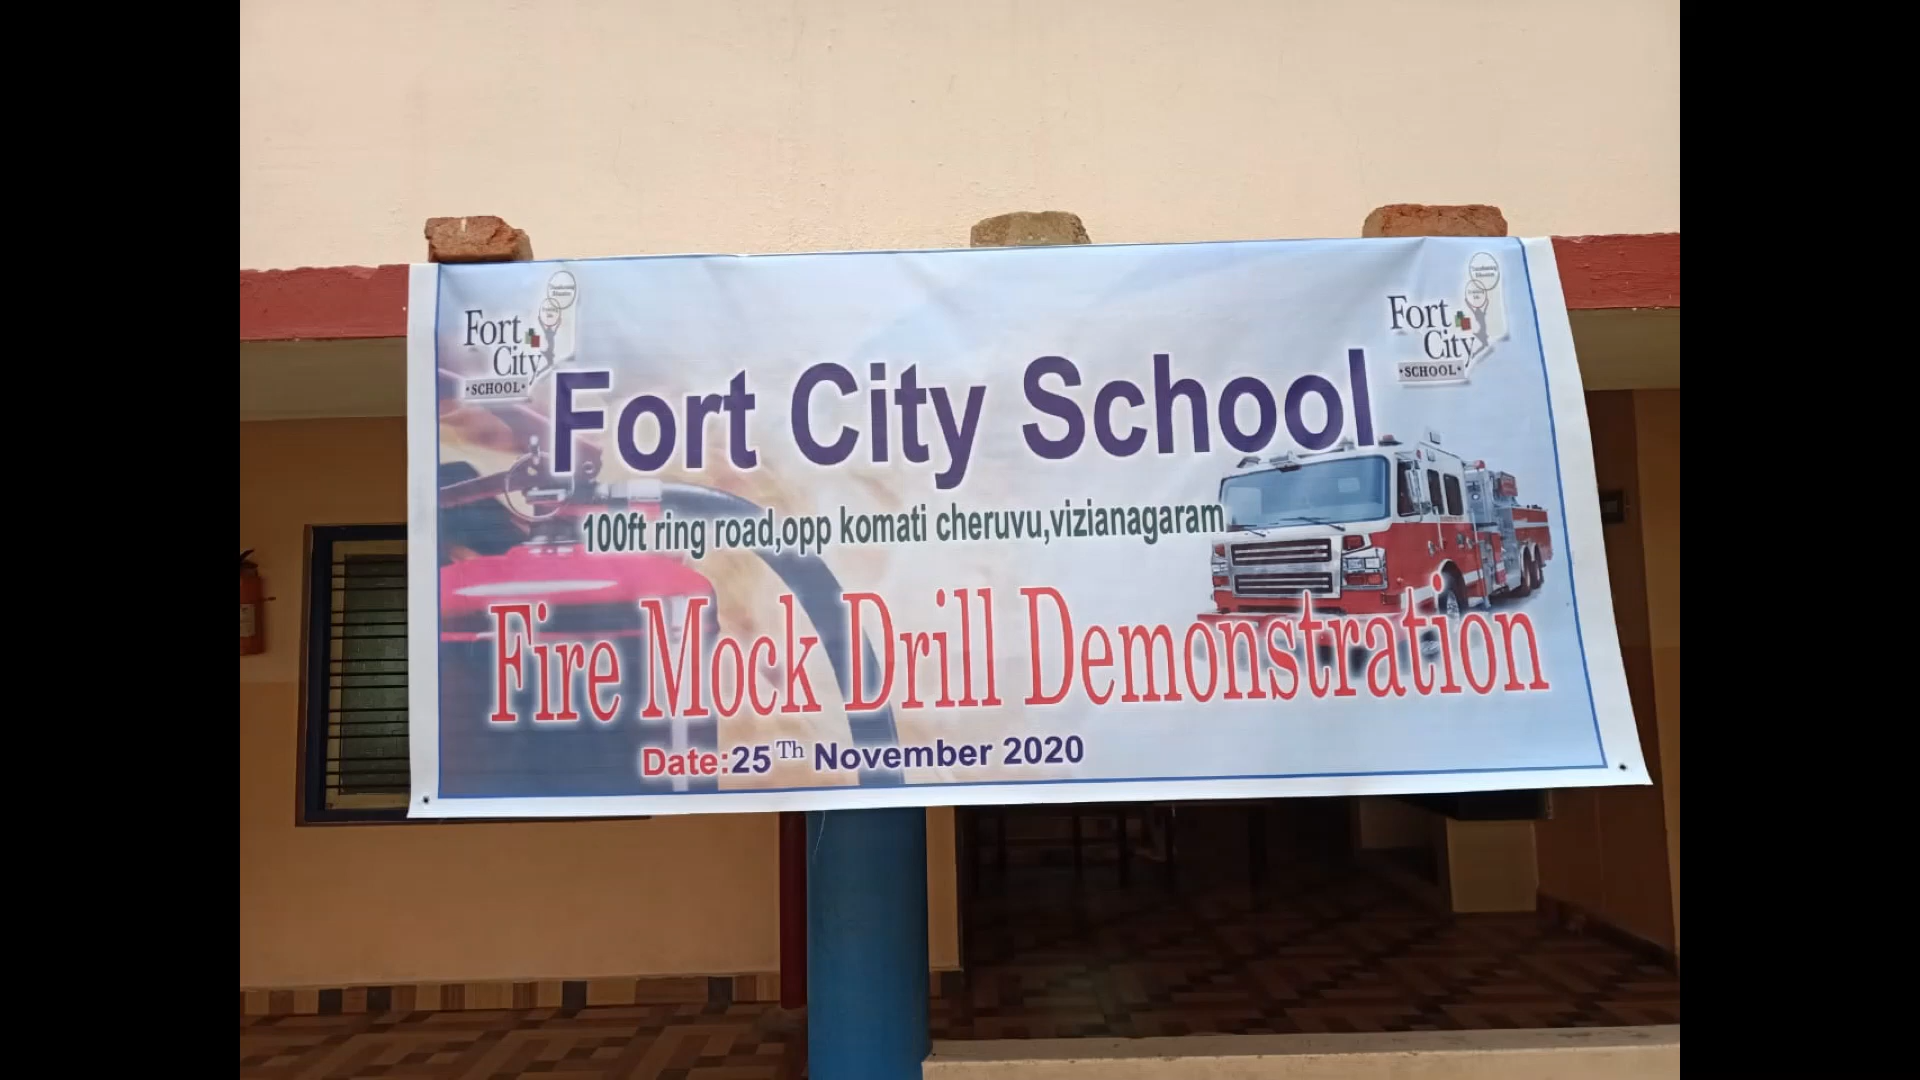 Fort
City
•SCHOOL•
Fort
City
•SCHOOL•
Fort City School
100ft ring road,opp komati cheruvu,vizianagaram
Fire Mock Drill Demonstration
Date:25Th November 2020